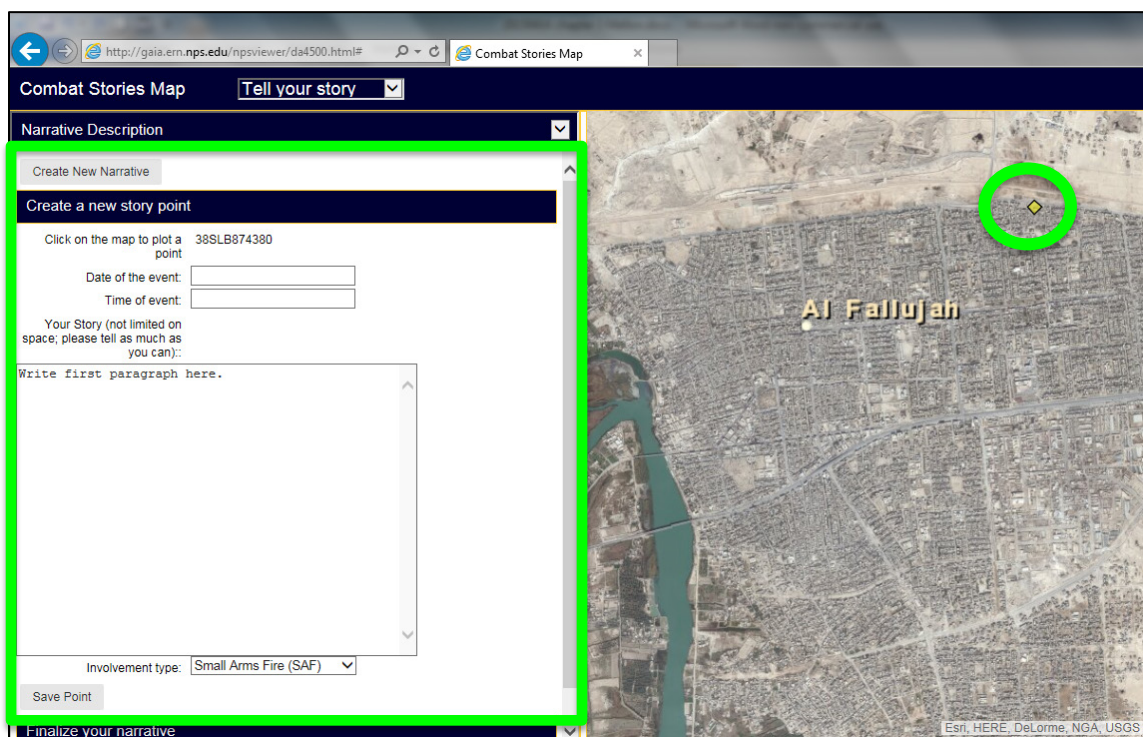 http://gaia.ern.nps.edu/npsviewer/da4500.html#
Combat Stories Map
Combat Stories Map
Tell your story
Narrative Description
Create New Narrative
Create a new story point
Click on the map to plot a
point
38SLB874380
Date of the event:
Time of event:
Your Story (not limited on
space; please tell as much as
you can)::
Write first paragraph here.
Involvement type:
Small Arms Fire (SAF)
Save Point
Finalize your narrative
Al Fallujah
Esri, HERE, DeLorme, NGA, USGS